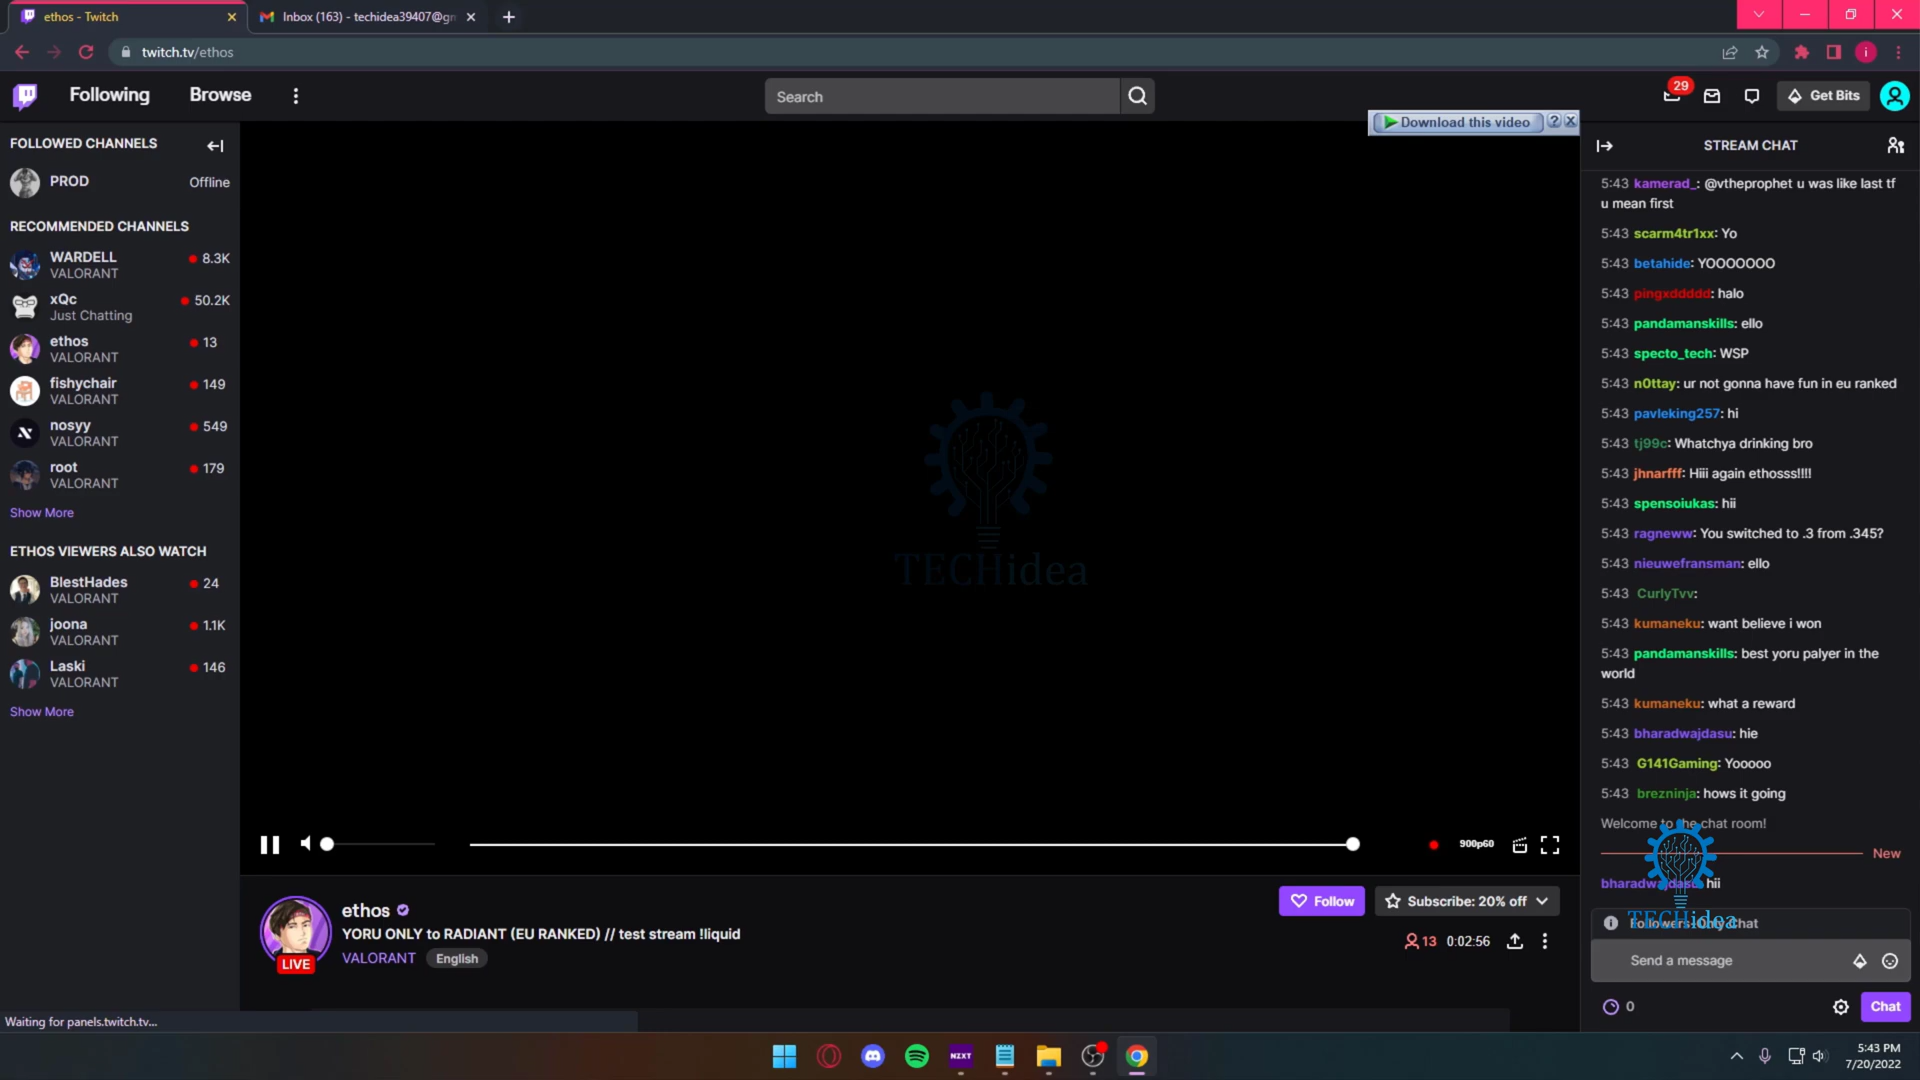 ethos - Twitch
Inbox (163) - techidea39407@gm
twitch.tv/ethos
Following
Browse
Search
29
Get Bits
Download this video
?
FOLLOWED CHANNELS
PROD
Offline
RECOMMENDED CHANNELS
WARDELL
8.3K
VALORANT
xQc
50.2K
Just Chatting
ethos
13
VALORANT
fishychair
149
VALORANT
nosyy
549
VALORANT
root
179
VALORANT
Show More
ETHOS VIEWERS ALSO WATCH
BlestHades
24
VALORANT
joona
1.1K
VALORANT
Laski
146
VALORANT
Show More
TECHidea
900p60
ethos
YORU ONLY to RADIANT (EU RANKED) // test stream !liquid
VALORANT
English
LIVE
Follow
Subscribe: 20% off
13
0:02:56
STREAM CHAT
5:43 kamerad_: @vtheprophet u was like last tf
u mean first
5:43 scarm4tr1xx: Yo
5:43 betahide: YOOOOOOO
5:43 pingxddddd: halo
5:43 pandamanskills: ello
5:43 specto_tech: WSP
5:43 n0ttay: ur not gonna have fun in eu ranked
5:43 pavleking257: hi
5:43 tj99c: Whatchya drinking bro
5:43 jhnarfff: Hiii again ethosss!!!!
5:43 spensoiukas: hii
5:43 ragneww: You switched to .3 from .345?
5:43 nieuwefransman: ello
5:43 CurlyTvv:
5:43 kumaneku: want believe i won
5:43 pandamanskills: best yoru palyer in the
world
5:43 kumaneku: what a reward
5:43 bharadwajdasu: hie
5:43 G141Gaming: Yooooo
5:43 brezninja: hows it going
Welcome to the chat room!
New
bharadwajdasu: hii
TECHidea
Followers-Only Chat
Send a message
0
Chat
Waiting for panels.twitch.tv...
NZXT
5:43 PM
7/20/2022